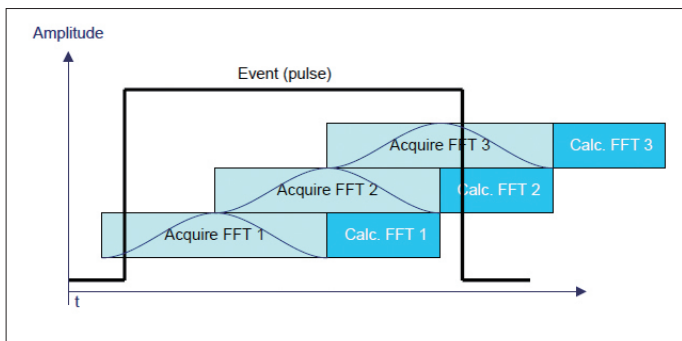 Amplitude
Event (pulse)
Acquire FFT 3
Calc. FFT 3
Acquire FFT 2
Calc. FFT 2
Acquire FFT 1
Calc. FFT 1
t